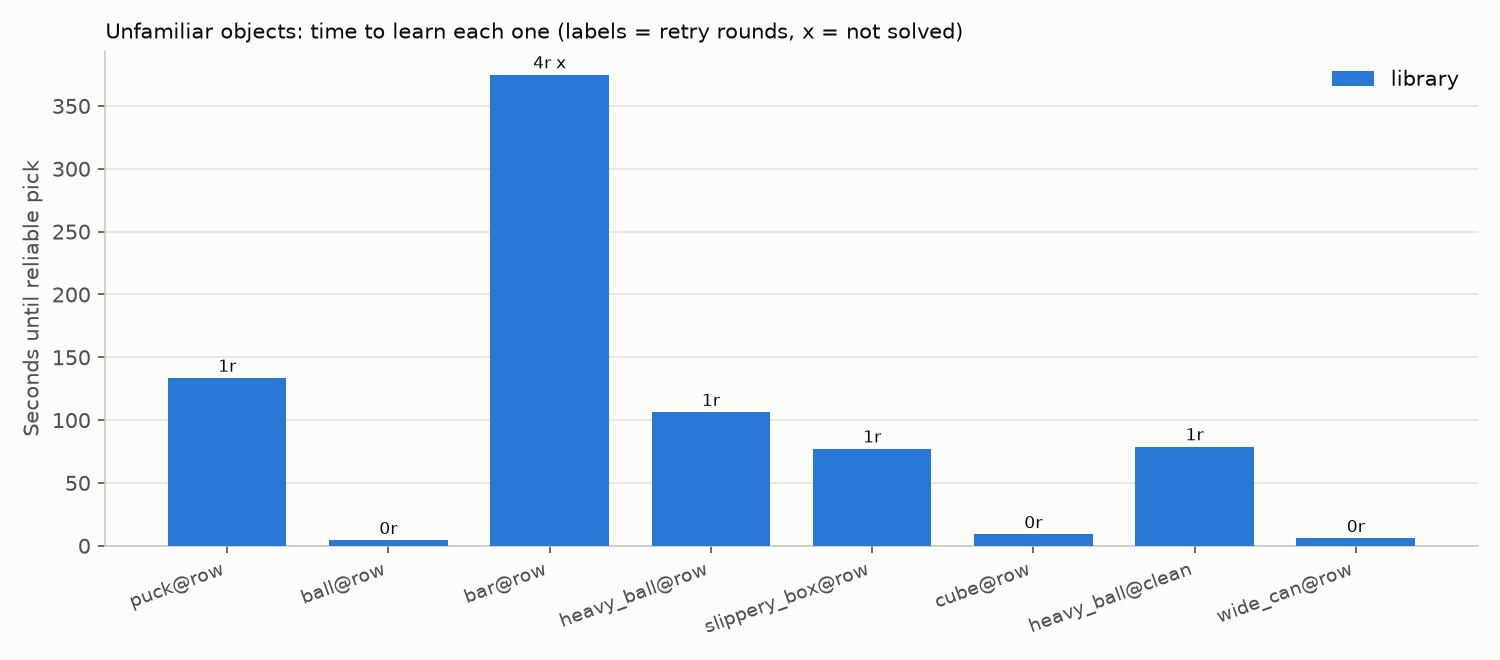 Unfamiliar objects: time to learn each one (labels = retry rounds, x = not solved)
library
Seconds until reliable pick
350
300
250
200
150
100
50
0
1r
0r
4r x
1r
1r
0r
1r
0r
puck@row
ball@row
bar@row
heavy_ball@row
slippery_box@row
cube@row
heavy_ball@clean
wide_can@row